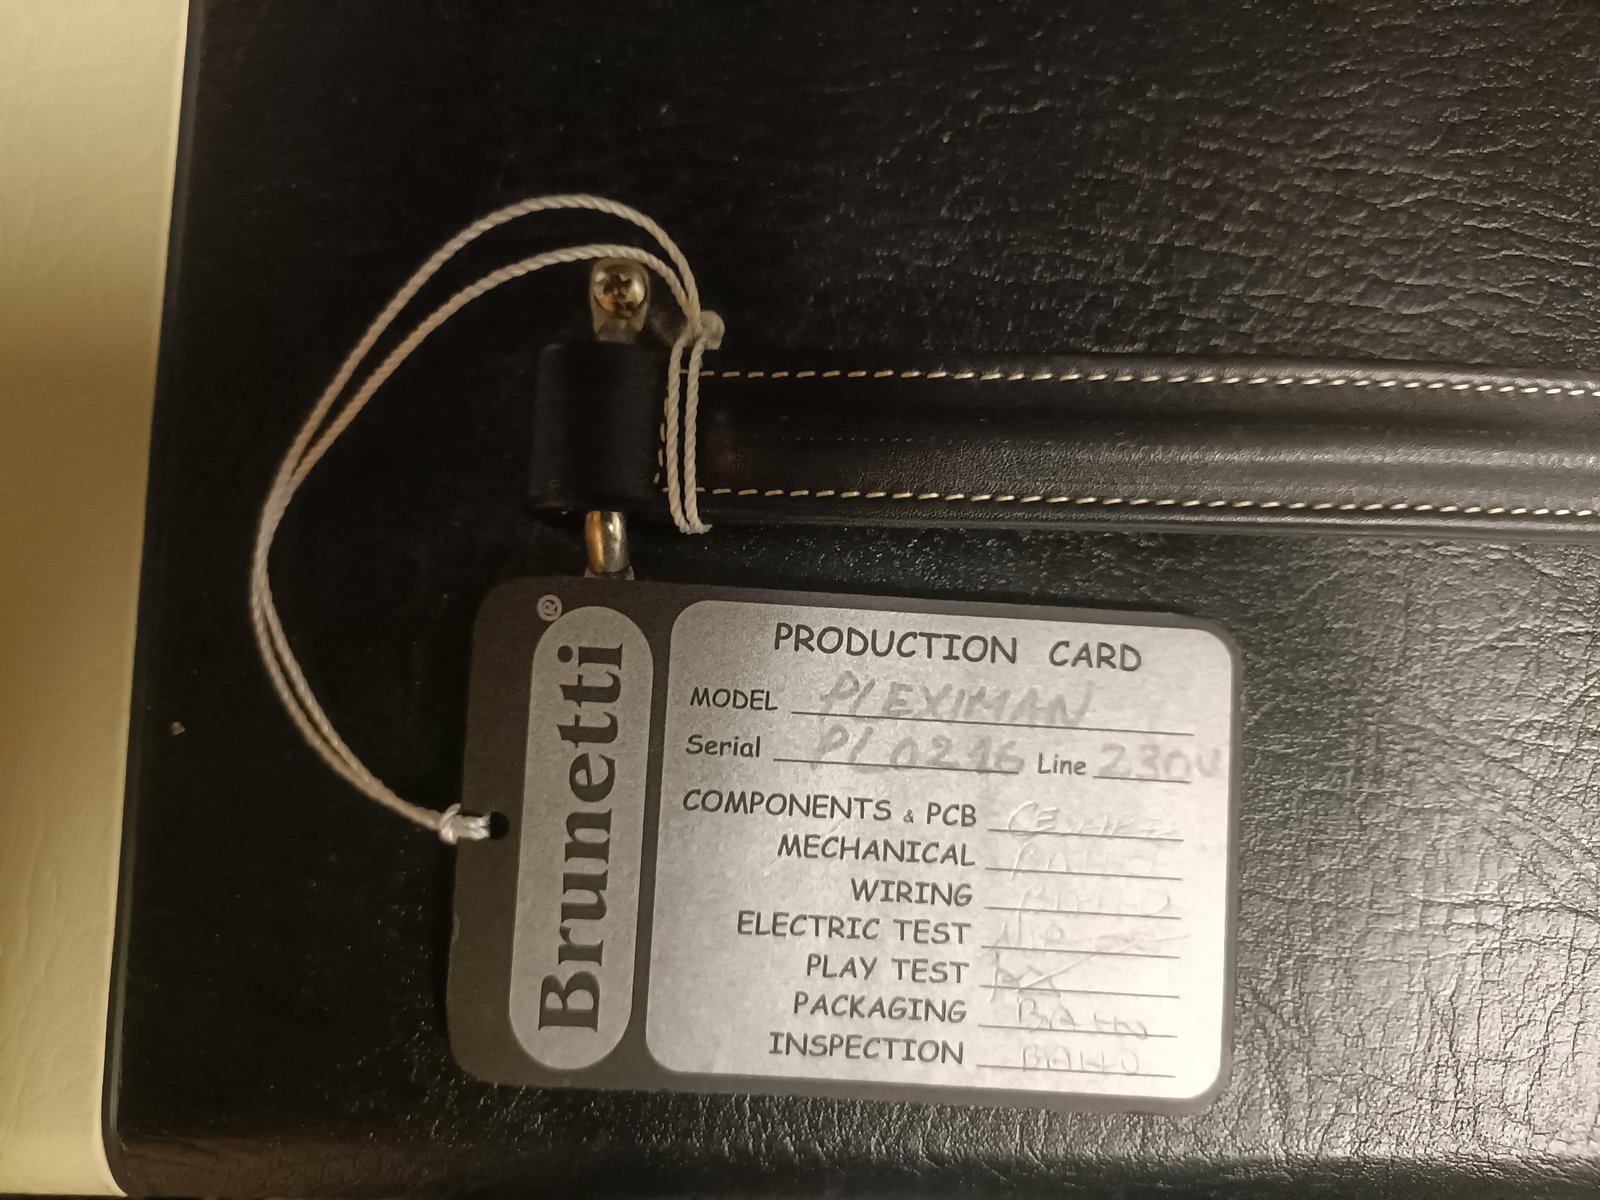 Brunetti®
PRODUCTION CARD
MODEL PLEXIMAN
Serial PL0216 Line 230V
COMPONENTS & PCB
MECHANICAL
WIRING
ELECTRIC TEST
PLAY TEST
PACKAGING
INSPECTION